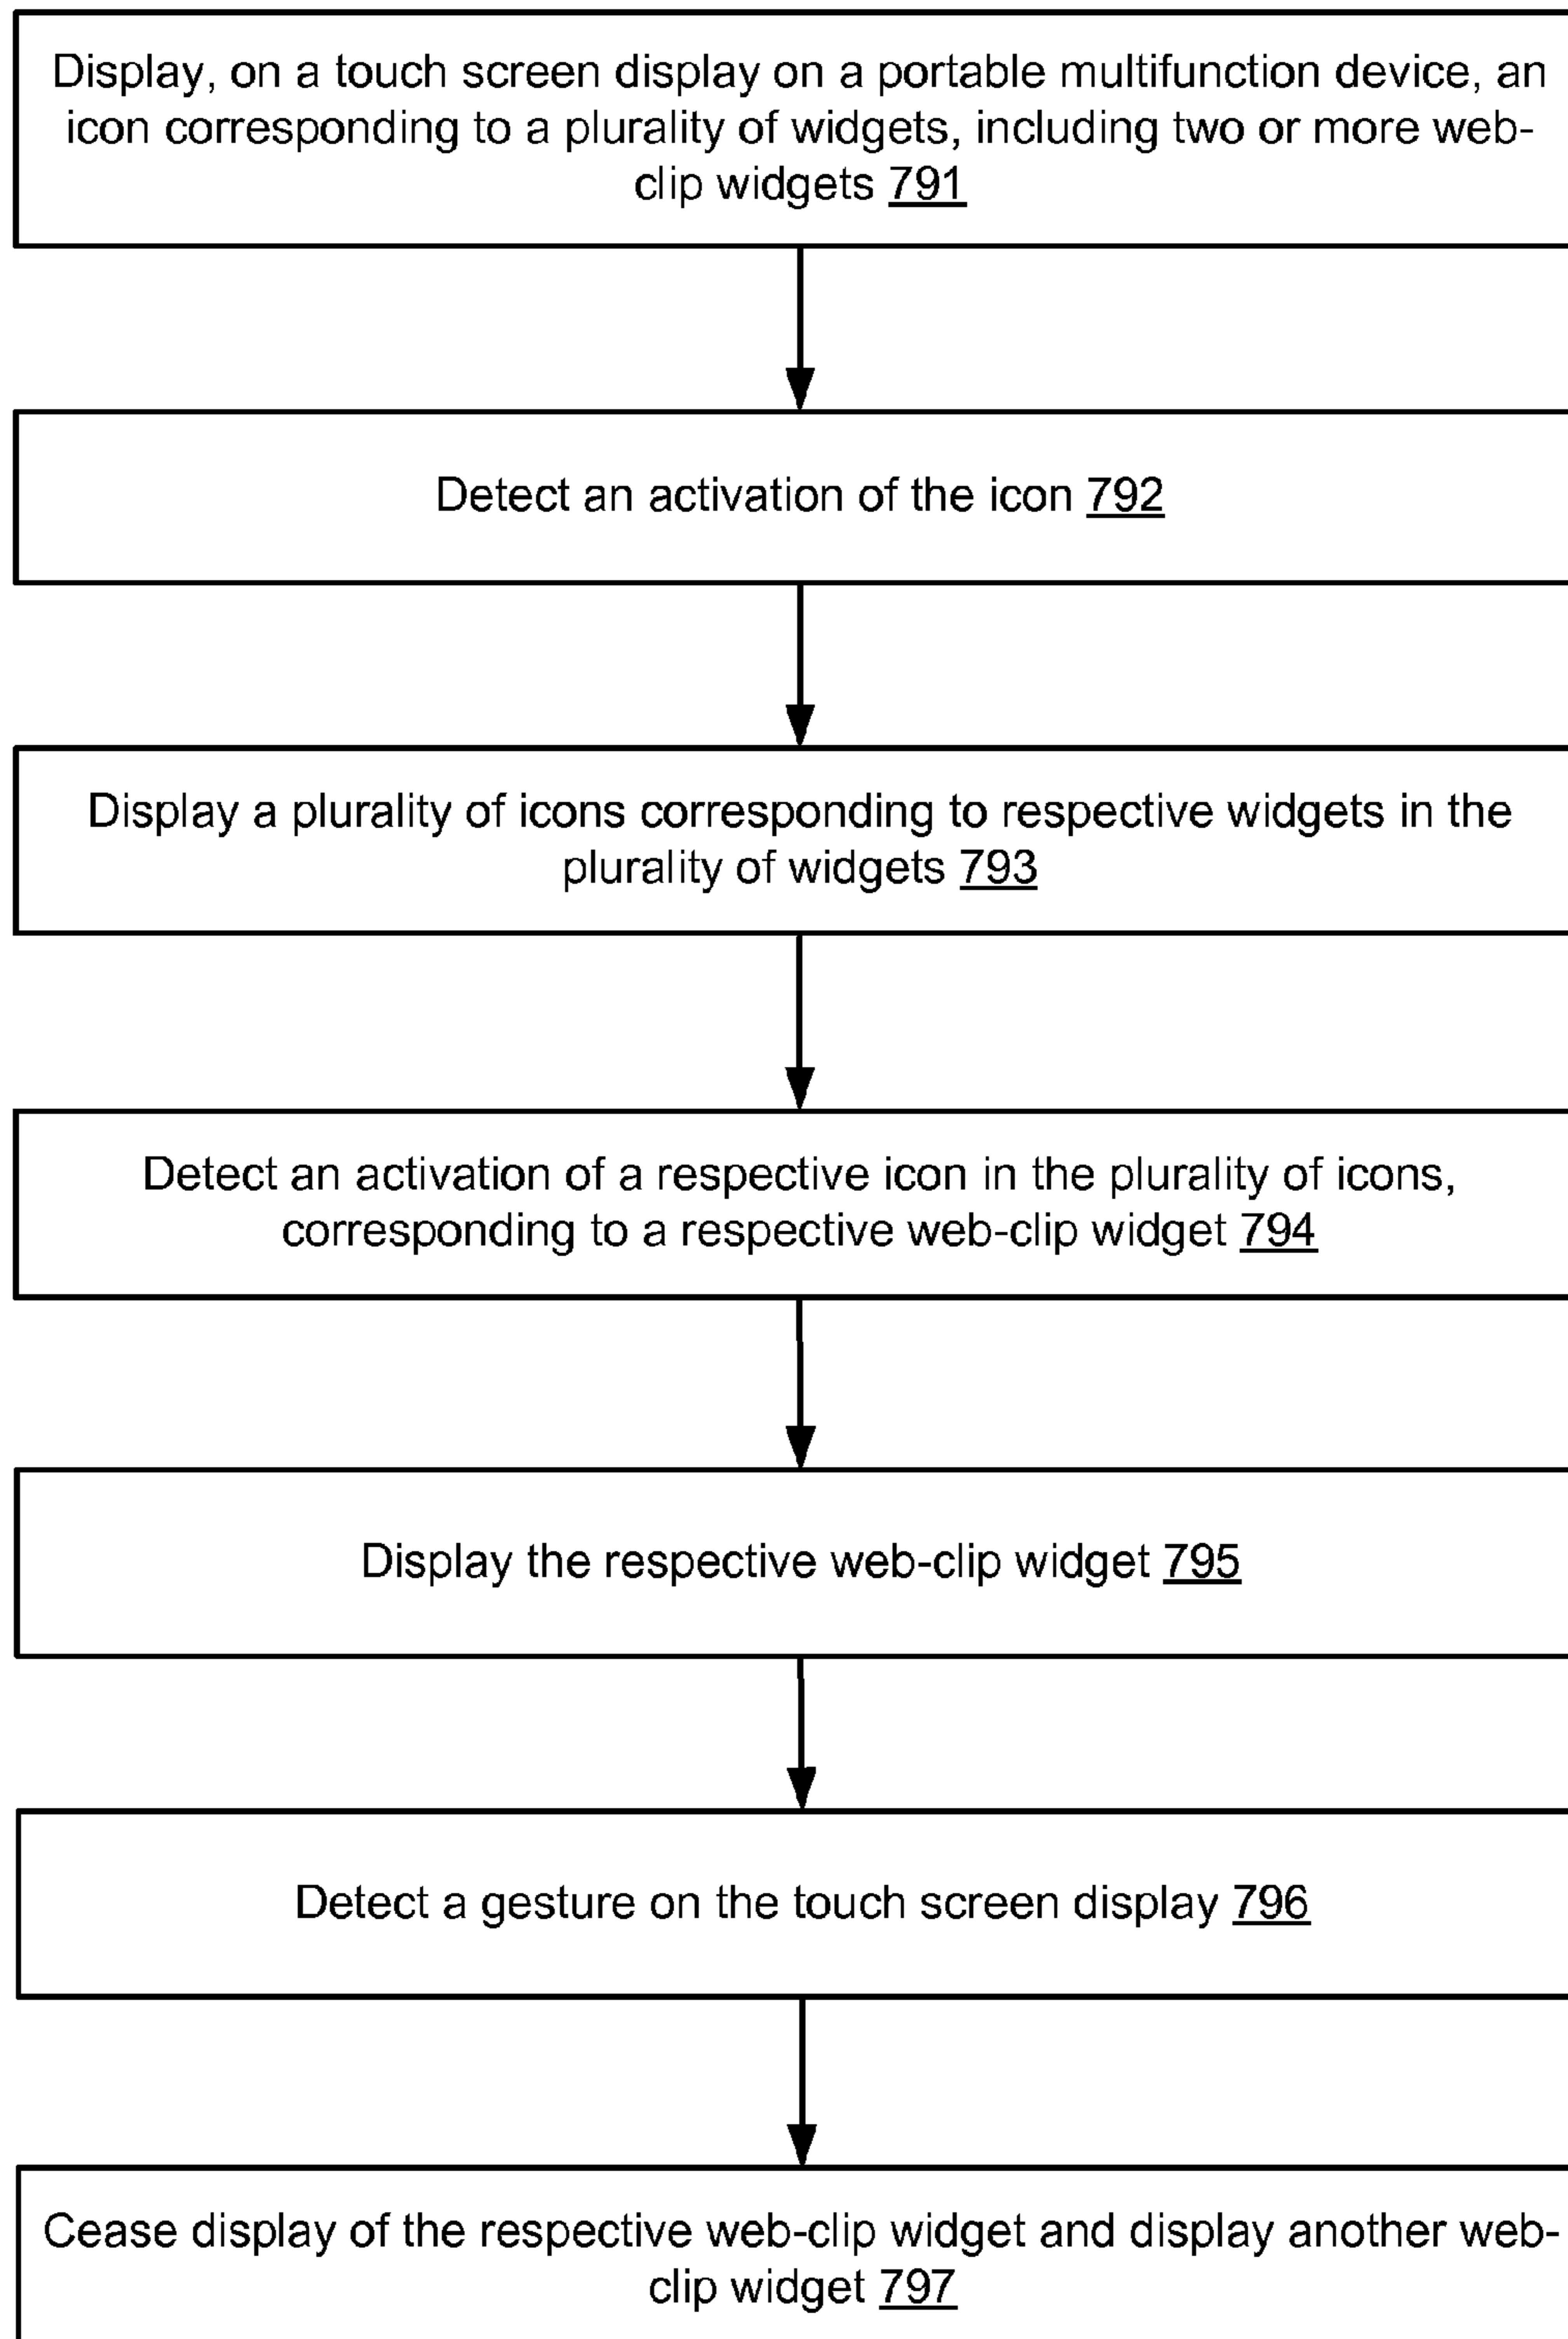 Display, on a touch screen display on a portable multifunction device, an
icon corresponding to a plurality of widgets, including two or more web-
clip widgets 791
Detect an activation of the icon 792
Display a plurality of icons corresponding to respective widgets in the
plurality of widgets 793
Detect an activation of a respective icon in the plurality of icons,
corresponding to a respective web-clip widget 794
Display the respective web-clip widget 795
Detect a gesture on the touch screen display 796
Cease display of the respective web-clip widget and display another web-
clip widget 797